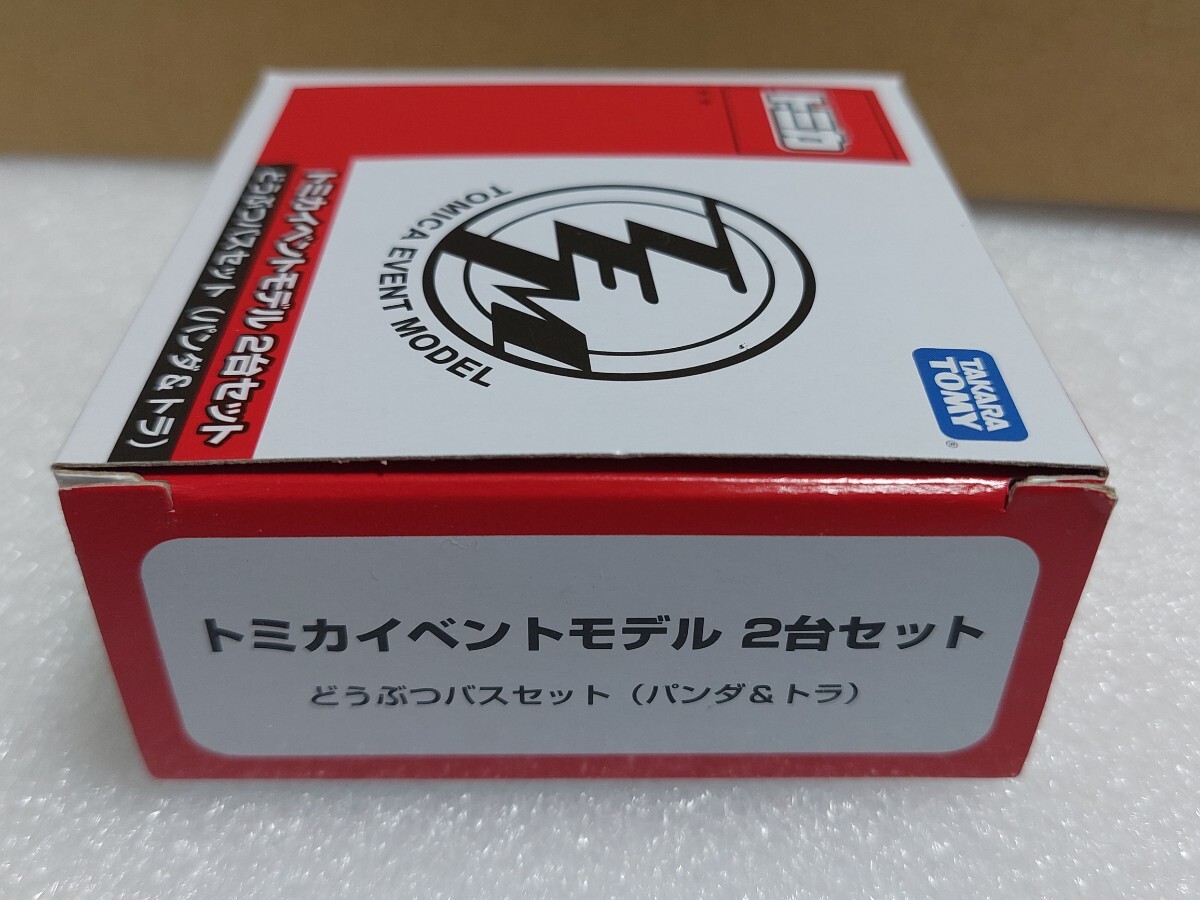 トミカ
TEM
TOMICA EVENT MODEL
TAKARA
TOMY
®
トミカイベントモデル 2台セット
どうぶつバスセット（パンダ＆トラ）
トミカイベントモデル 2台セット
どうぶつバスセット（パンダ＆トラ）